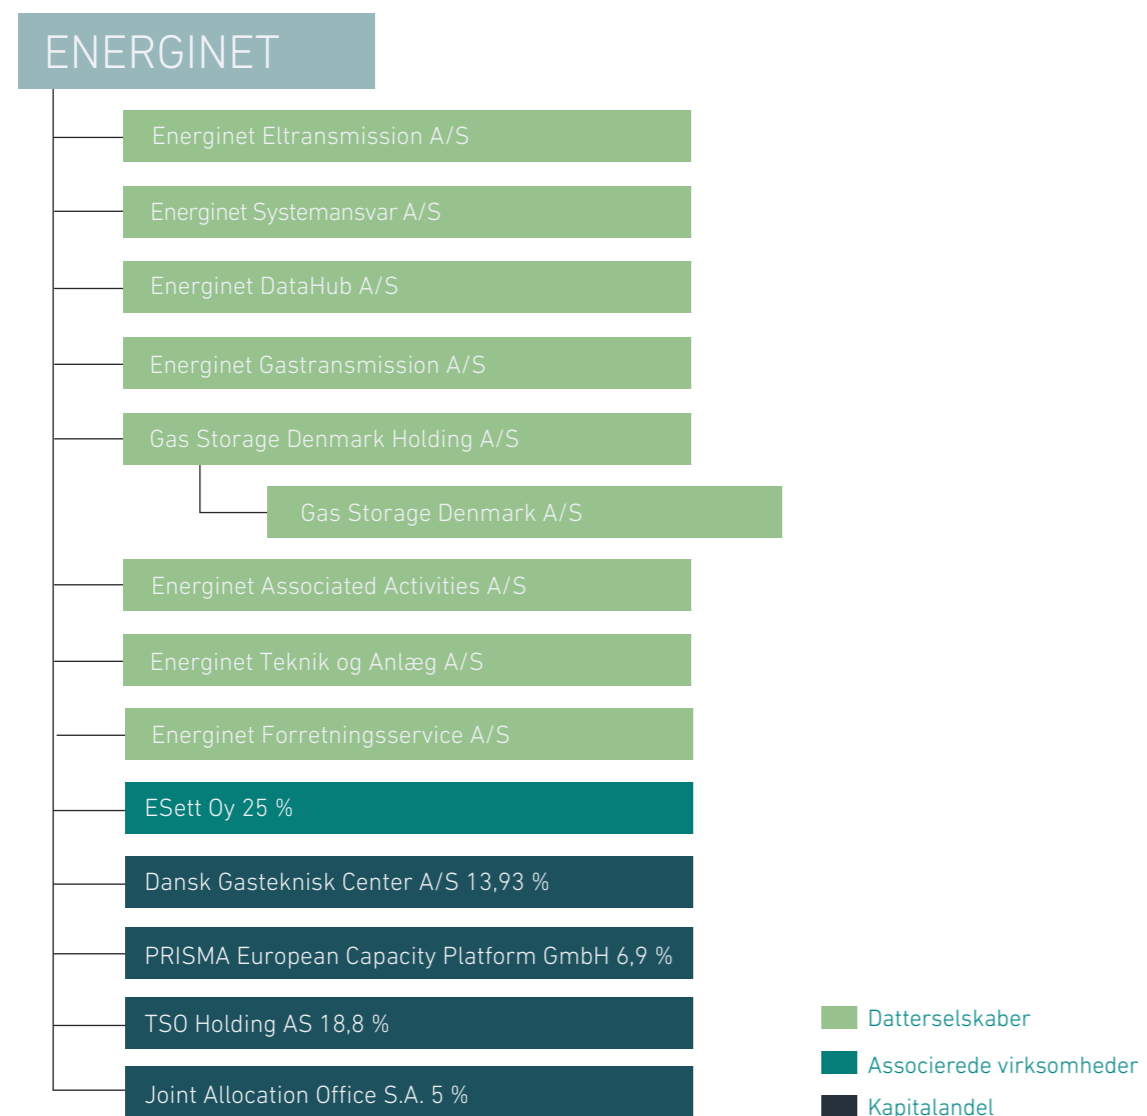 ENERGINET
Energinet Eltransmission A/S
Energinet Systemansvar A/S
Energinet DataHub A/S
Energinet Gastransmission A/S
Gas Storage Denmark Holding A/S
Gas Storage Denmark A/S
Energinet Associated Activities A/S
Energinet Teknik og Anlæg A/S
Energinet Forretningsservice A/S
ESett Oy 25 %
Dansk Gasteknisk Center A/S 13,93 %
PRISMA European Capacity Platform GmbH 6,9 %
TSO Holding AS 18,8 %
Joint Allocation Office S.A. 5 %
Datterselskaber
Associerede virksomheder
Kapitalandel